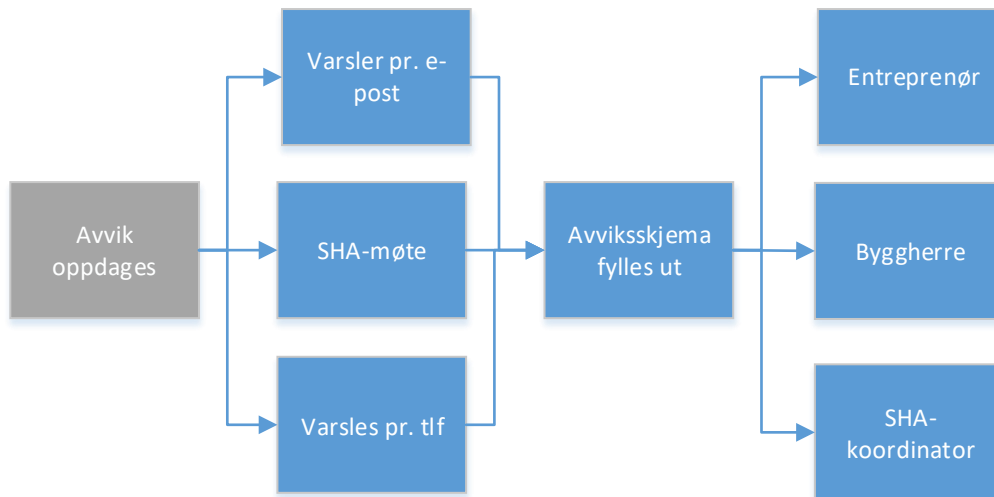 Avvik
oppdages
Varsler pr. e-
post
SHA-møte
Varsles pr. tlf
Avviksskjema
fylles ut
Entreprenør
Byggherre
SHA-
koordinator